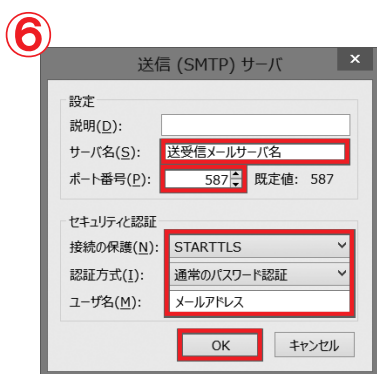 ⑥
送信 (SMTP) サーバ x
設定
説明(D):
サーバ名(S): 送受信メールサーバ名
ポート番号(P): 587 既定値: 587
セキュリティと認証
接続の保護(N): STARTTLS
認証方式(I): 通常のパスワード認証
ユーザ名(M): メールアドレス
OK キャンセル